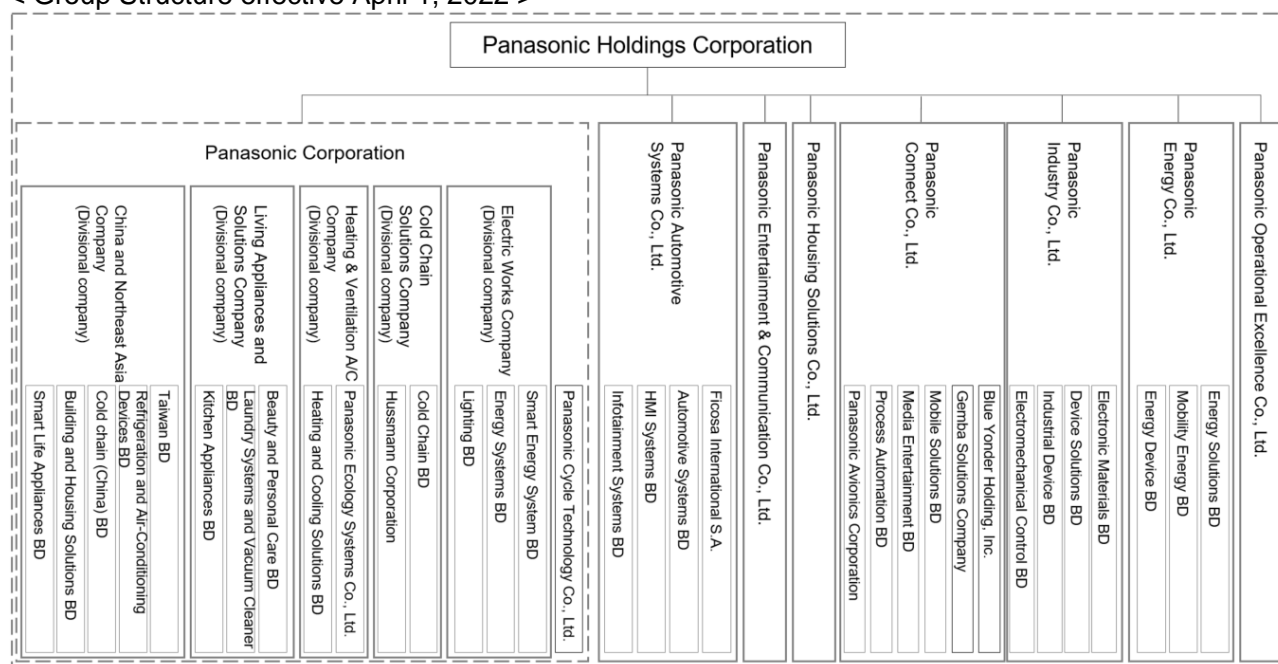 < Group Structure effective April 1, 2022 >
Panasonic Holdings Corporation
Panasonic Corporation
China and Northeast Asia
Company
(Divisional company)
Smart Life Appliances BD
Building and Housing Solutions BD
Cold chain (China) BD
Refrigeration and Air-Conditioning
Devices BD
Taiwan BD
Living Appliances and
Solutions Company
(Divisional company)
Kitchen Appliances BD
Laundry Systems and Vacuum Cleaner
BD
Beauty and Personal Care BD
Heating & Ventilation A/C
Company
(Divisional company)
Heating and Cooling Solutions BD
Panasonic Ecology Systems Co., Ltd.
Cold Chain
Solutions Company
(Divisional company)
Hussmann Corporation
Cold Chain BD
Electric Works Company
(Divisional company)
Lighting BD
Energy Systems BD
Smart Energy System BD
Panasonic Cycle Technology Co., Ltd.
Panasonic Automotive
Systems Co., Ltd.
Infotainment Systems BD
HMI Systems BD
Automotive Systems BD
Ficosa International S.A.
Panasonic Entertainment & Communication Co., Ltd.
Panasonic Housing Solutions Co., Ltd.
Panasonic
Connect Co., Ltd.
Panasonic Avionics Corporation
Process Automation BD
Media Entertainment BD
Mobile Solutions BD
Gemba Solutions Company
Blue Yonder Holding, Inc.
Panasonic
Industry Co., Ltd.
Electromechanical Control BD
Industrial Device BD
Device Solutions BD
Electronic Materials BD
Panasonic
Energy Co., Ltd.
Energy Device BD
Mobility Energy BD
Energy Solutions BD
Panasonic Operational Excellence Co., Ltd.